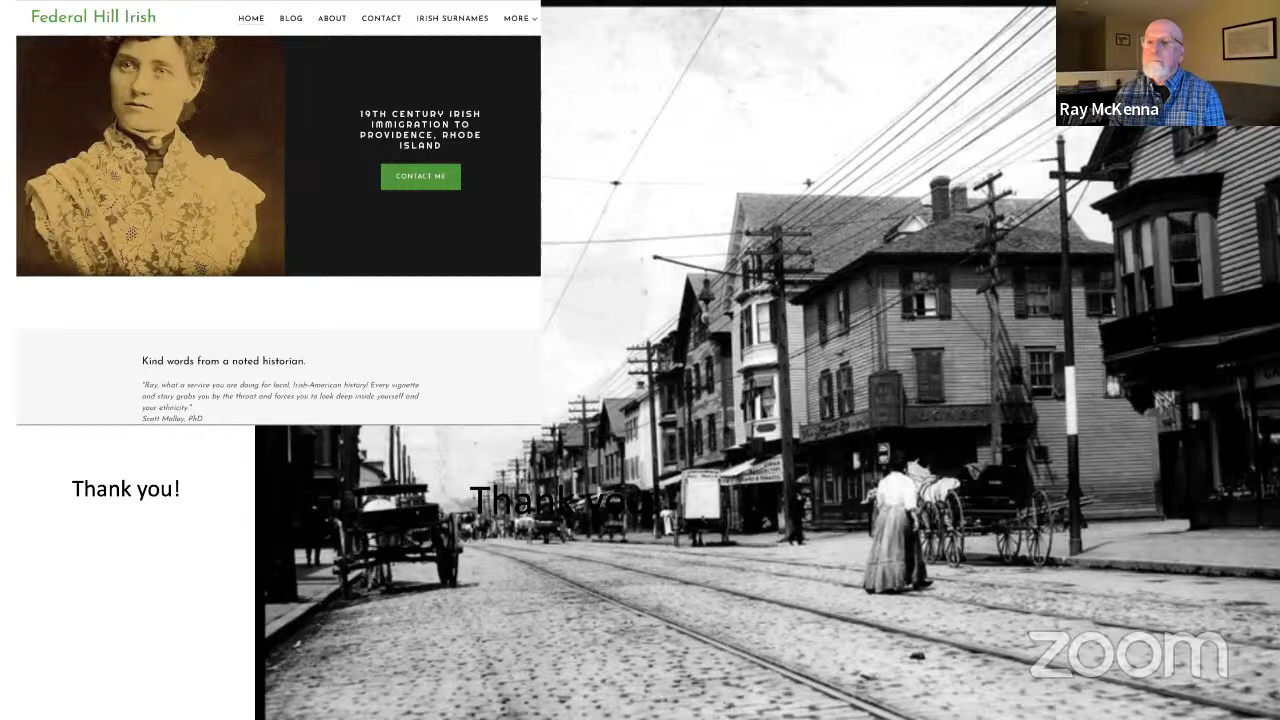 Federal Hill Irish
HOME BLOG ABOUT CONTACT IRISH SURNAMES MORE
19TH CENTURY IRISH
IMMIGRATION TO
PROVIDENCE, RHODE
ISLAND
CONTACT ME
Kind words from a noted historian.
"Ray, what a service you are doing for local, Irish-American history! Every vignette
and story grabs you by the throat and forces you to look deep inside yourself and
your ethnicity."
Scott Molloy, PhD
Thank you!
Thank you
Ray McKenna
zoom